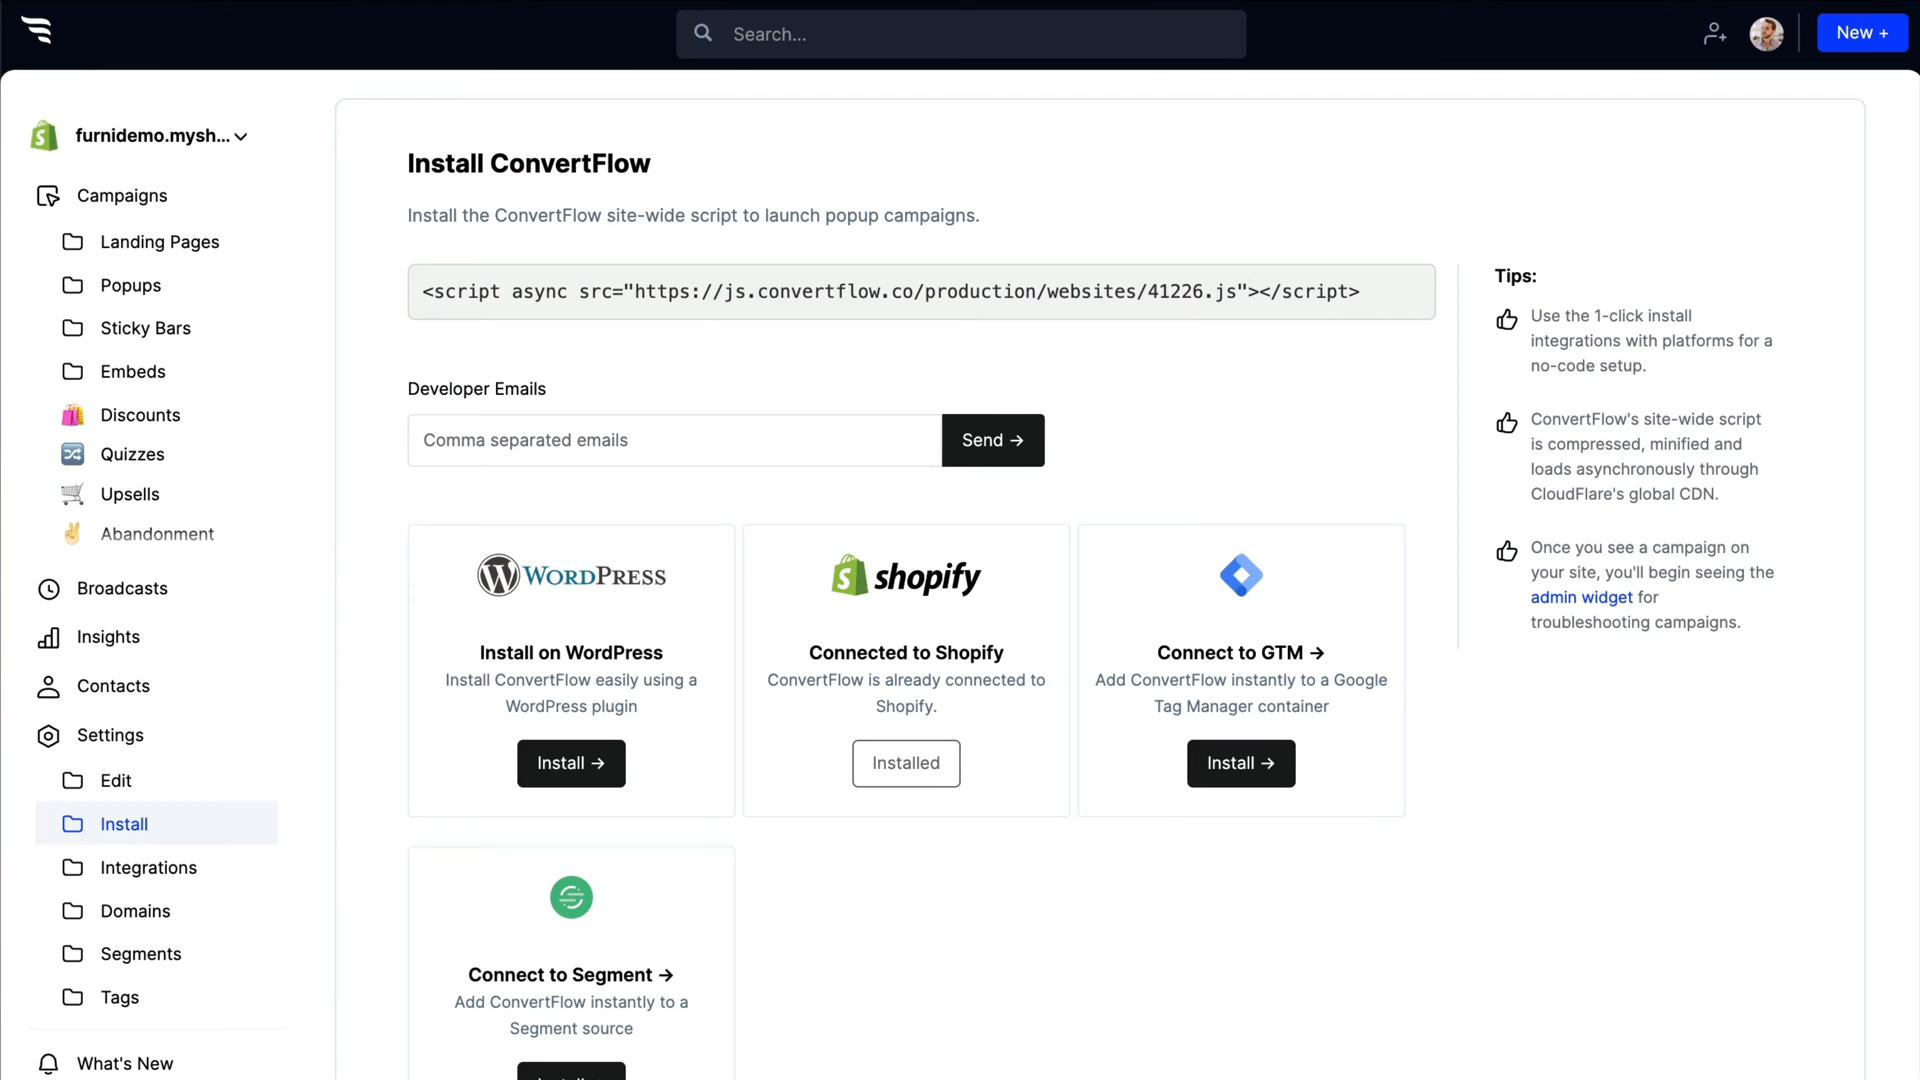 Search...
New +
furnidemo.mysh...
Campaigns
Landing Pages
Popups
Sticky Bars
Embeds
Discounts
Quizzes
Upsells
Abandonment
Broadcasts
Insights
Contacts
Settings
Edit
Install
Integrations
Domains
Segments
Tags
What's New
Install ConvertFlow
Install the ConvertFlow site-wide script to launch popup campaigns.
<script async src="https://js.convertflow.co/production/websites/41226.js"></script>
Developer Emails
Comma separated emails
Send →
WORDPRESS
Install on WordPress
Install ConvertFlow easily using a
WordPress plugin
Install →
shopify
Connected to Shopify
ConvertFlow is already connected to
Shopify.
Installed
Connect to GTM →
Add ConvertFlow instantly to a Google
Tag Manager container
Install →
Connect to Segment →
Add ConvertFlow instantly to a
Segment source
Tips:
Use the 1-click install
integrations with platforms for a
no-code setup.
ConvertFlow's site-wide script
is compressed, minified and
loads asynchronously through
CloudFlare's global CDN.
Once you see a campaign on
your site, you'll begin seeing the
admin widget for
troubleshooting campaigns.